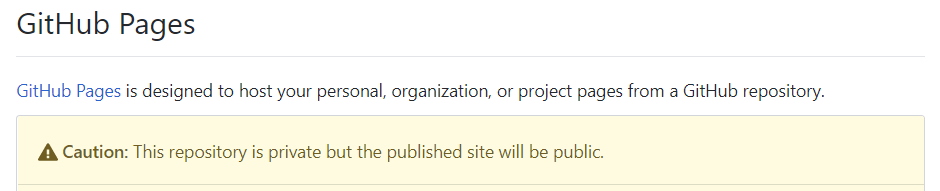 GitHub Pages
GitHub Pages is designed to host your personal, organization, or project pages from a GitHub repository.
Caution: This repository is private but the published site will be public.